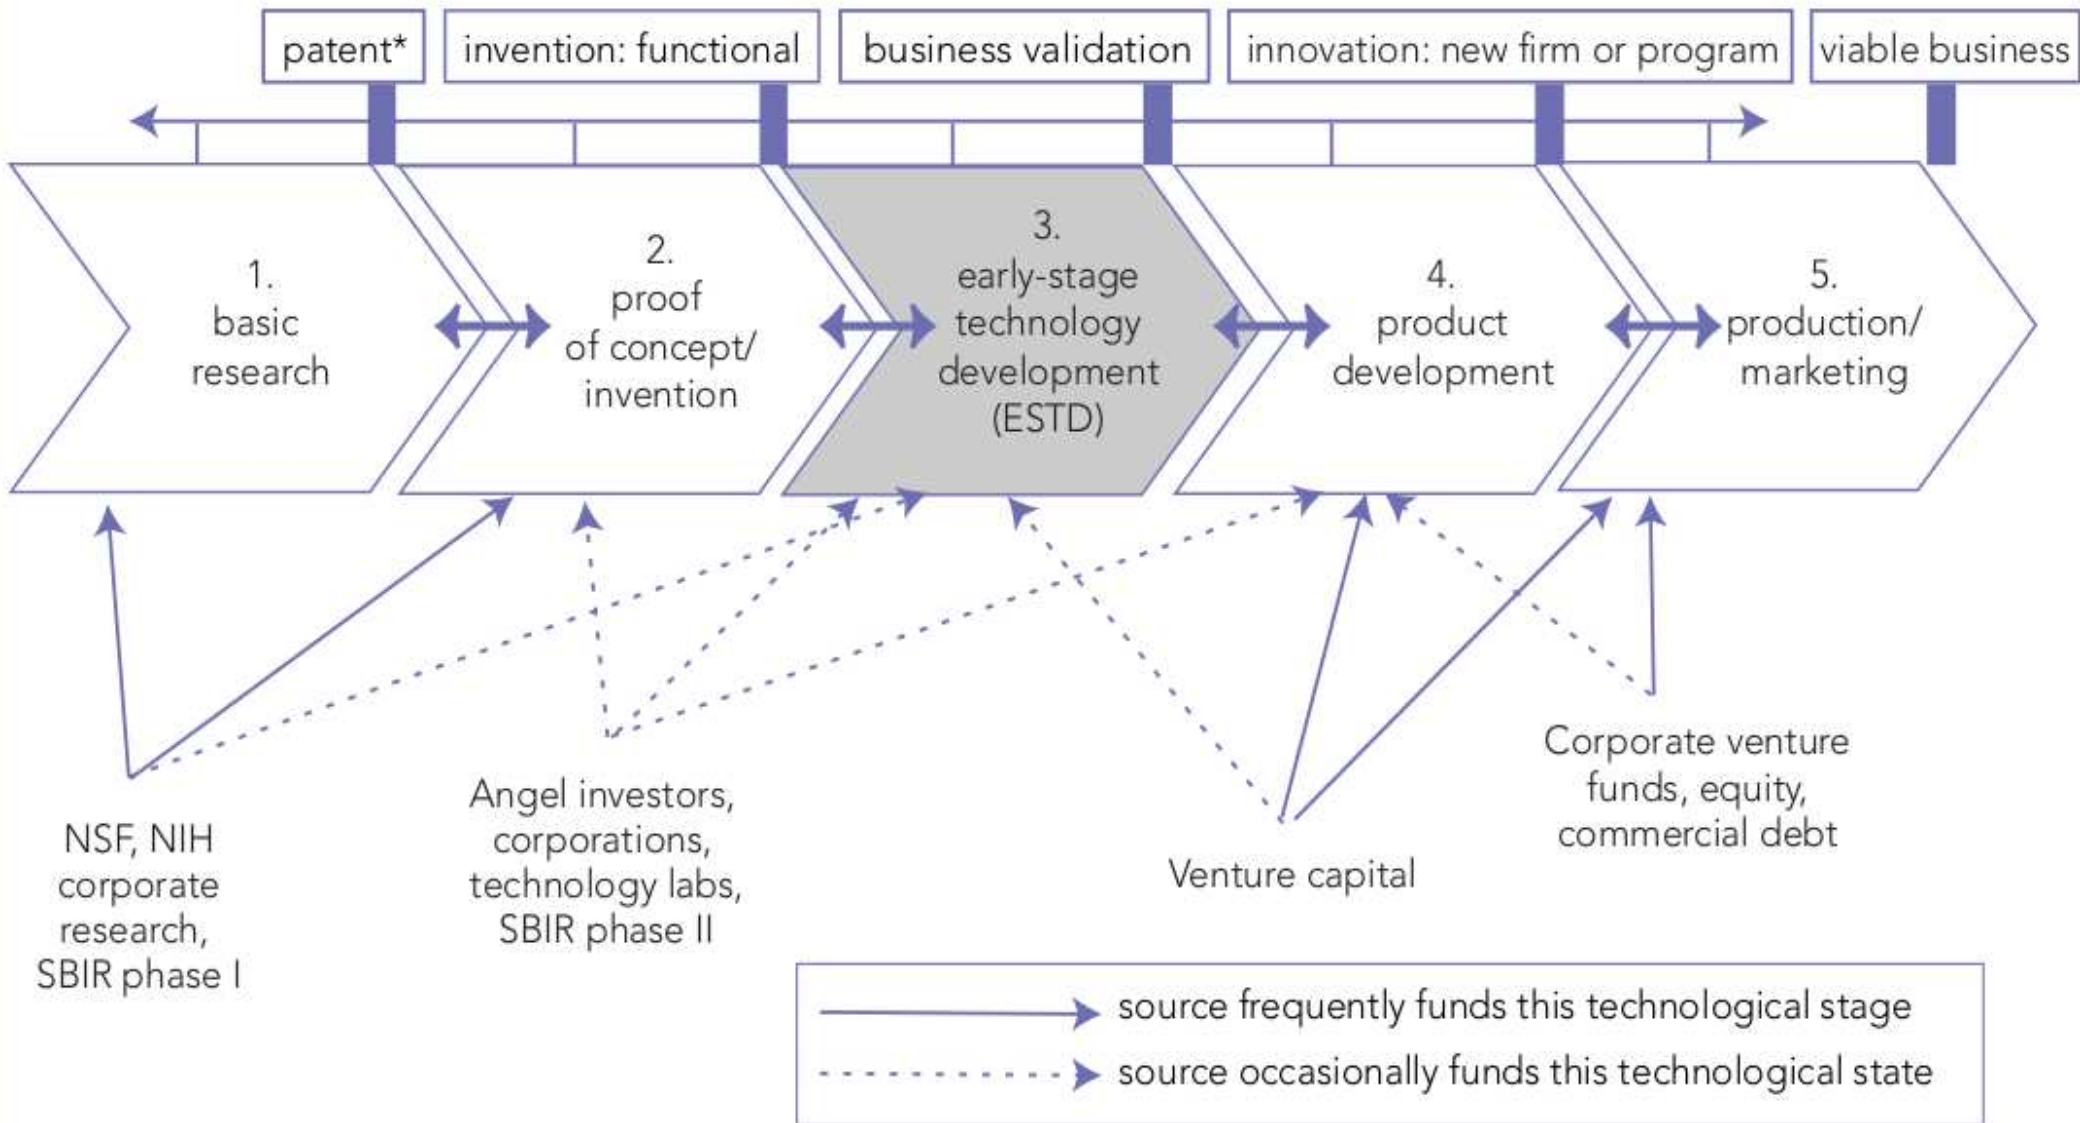 patent*
invention: functional
business validation
innovation: new firm or program
viable business
1.
basic
research
2.
proof
of concept/
invention
3.
early-stage
technology
development
(ESTD)
4.
product
development
5.
production/
marketing
NSF, NIH
corporate
research,
SBIR phase I
Angel investors,
corporations,
technology labs,
SBIR phase II
Venture capital
Corporate venture
funds, equity,
commercial debt
source frequently funds this technological stage
source occasionally funds this technological state